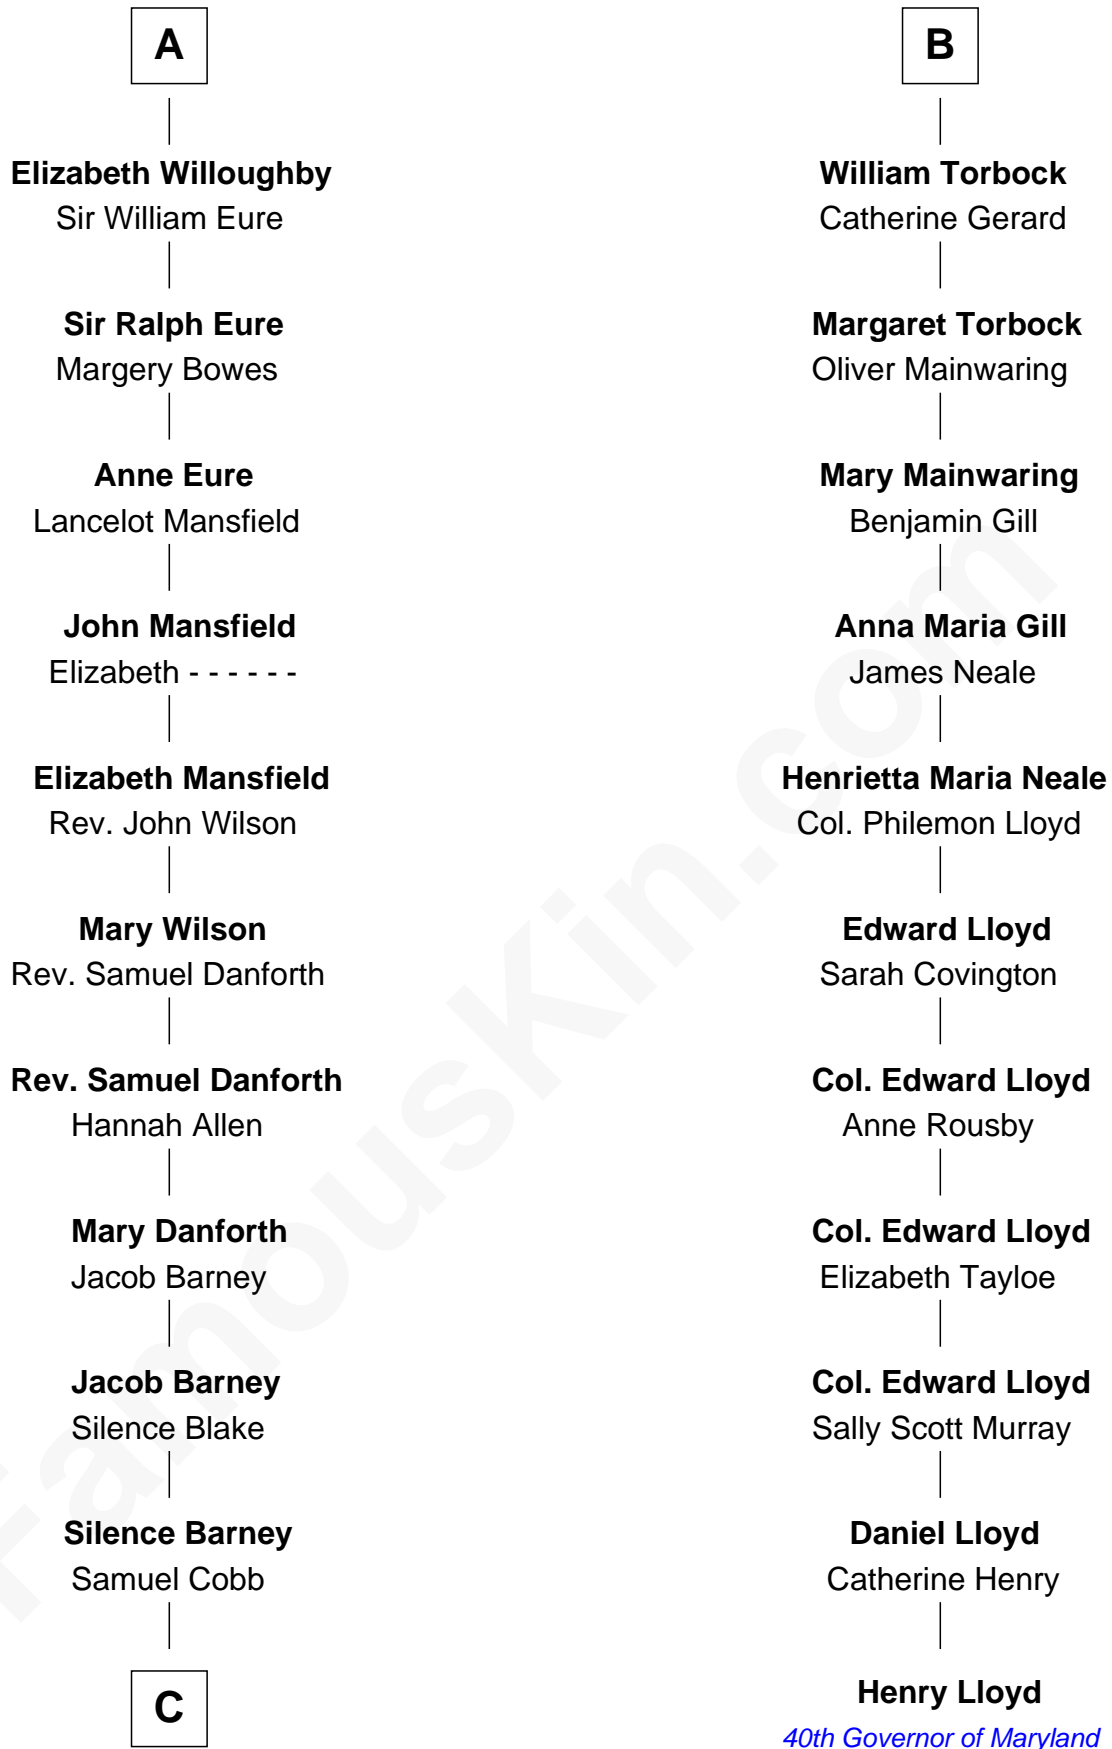 A
Elizabeth Willoughby
Sir William Eure
Sir Ralph Eure
Margery Bowes
Anne Eure
Lancelot Mansfield
John Mansfield
Elizabeth - - - - - -
Elizabeth Mansfield
Rev. John Wilson
Mary Wilson
Rev. Samuel Danforth
Rev. Samuel Danforth
Hannah Allen
Mary Danforth
Jacob Barney
Jacob Barney
Silence Blake
Silence Barney
Samuel Cobb
C
B
William Torbock
Catherine Gerard
Margaret Torbock
Oliver Mainwaring
Mary Mainwaring
Benjamin Gill
Anna Maria Gill
James Neale
Henrietta Maria Neale
Col. Philemon Lloyd
Edward Lloyd
Sarah Covington
Col. Edward Lloyd
Anne Rousby
Col. Edward Lloyd
Elizabeth Tayloe
Col. Edward Lloyd
Sally Scott Murray
Daniel Lloyd
Catherine Henry
Henry Lloyd
40th Governor of Maryland
FamousKin.com